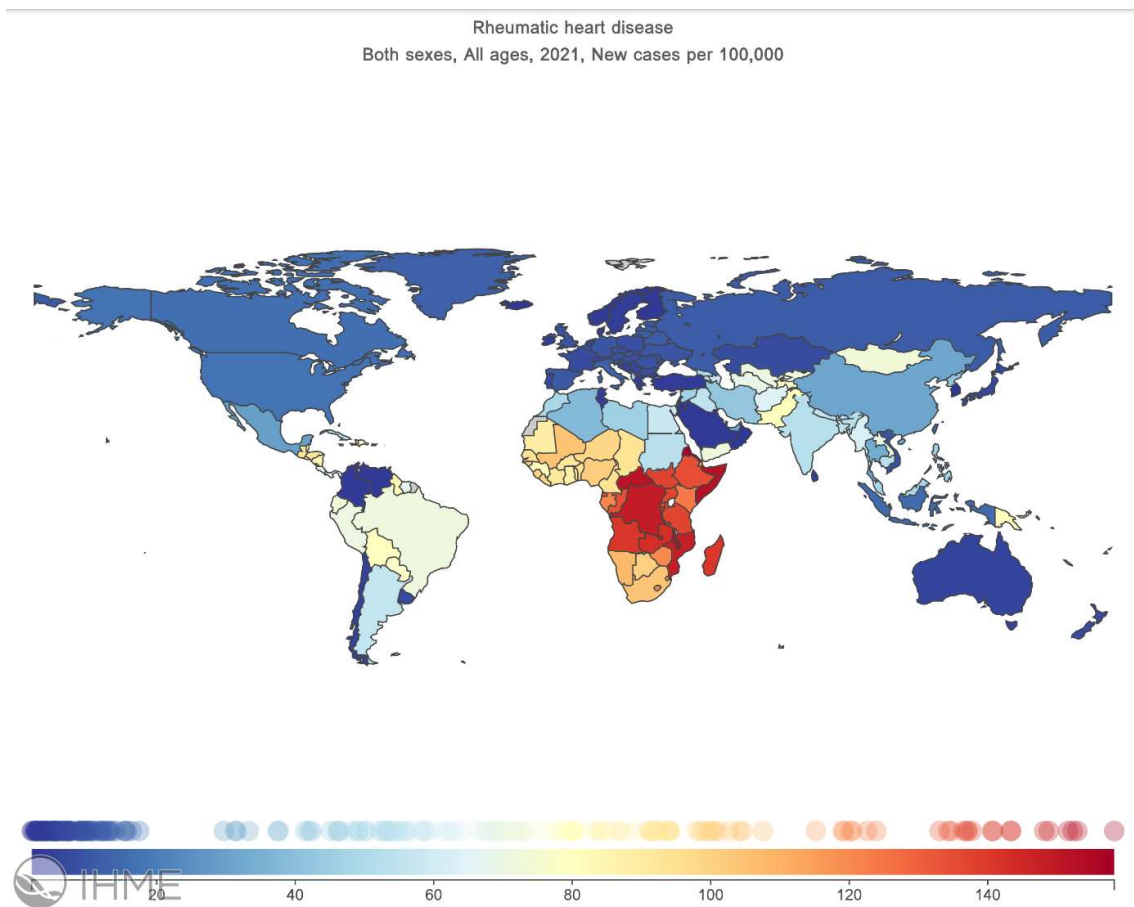 Rheumatic heart disease
Both sexes, All ages, 2021, New cases per 100,000
IHME
20 40 60 80 100 120 140